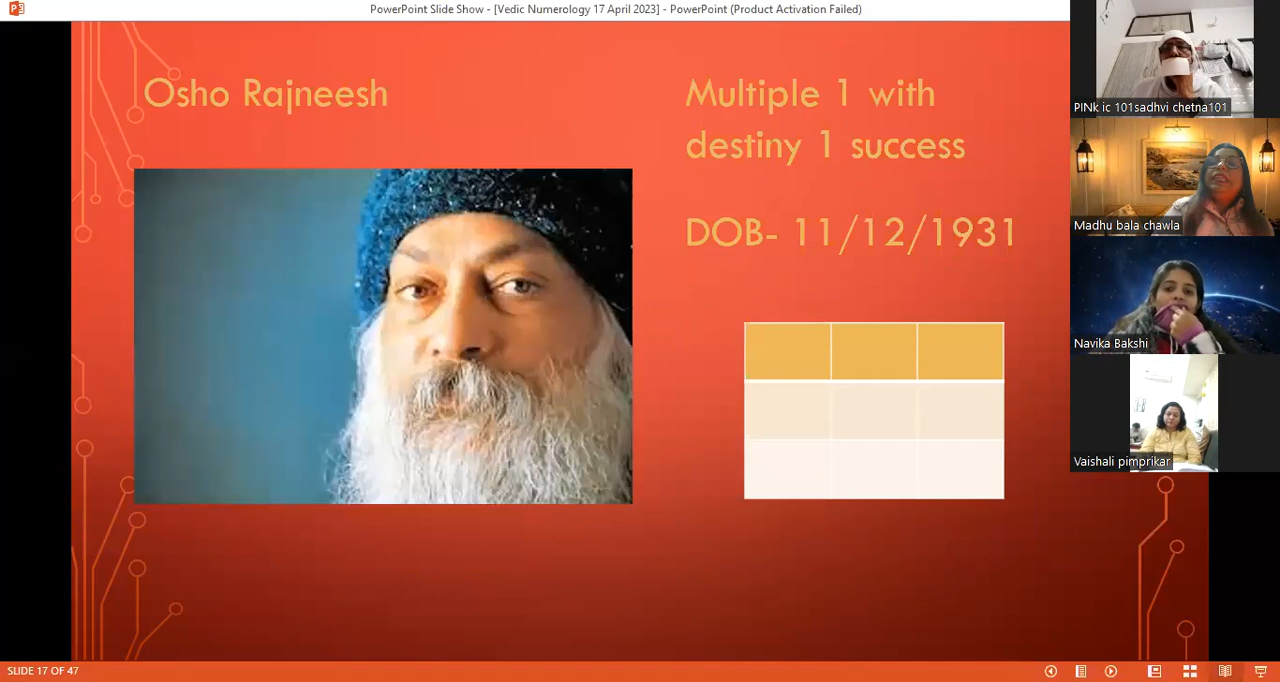 PowerPoint Slide Show - [Vedic Numerology 17 April 2023] - PowerPoint (Product Activation Failed)
Osho Rajneesh
Multiple 1 with
destiny 1 success
DOB- 11/12/1931
PINk ic 101sadhvi chetna101
Madhu bala chawla
Navika Bakshi
Vaishali pimprikar
SLIDE 17 OF 47